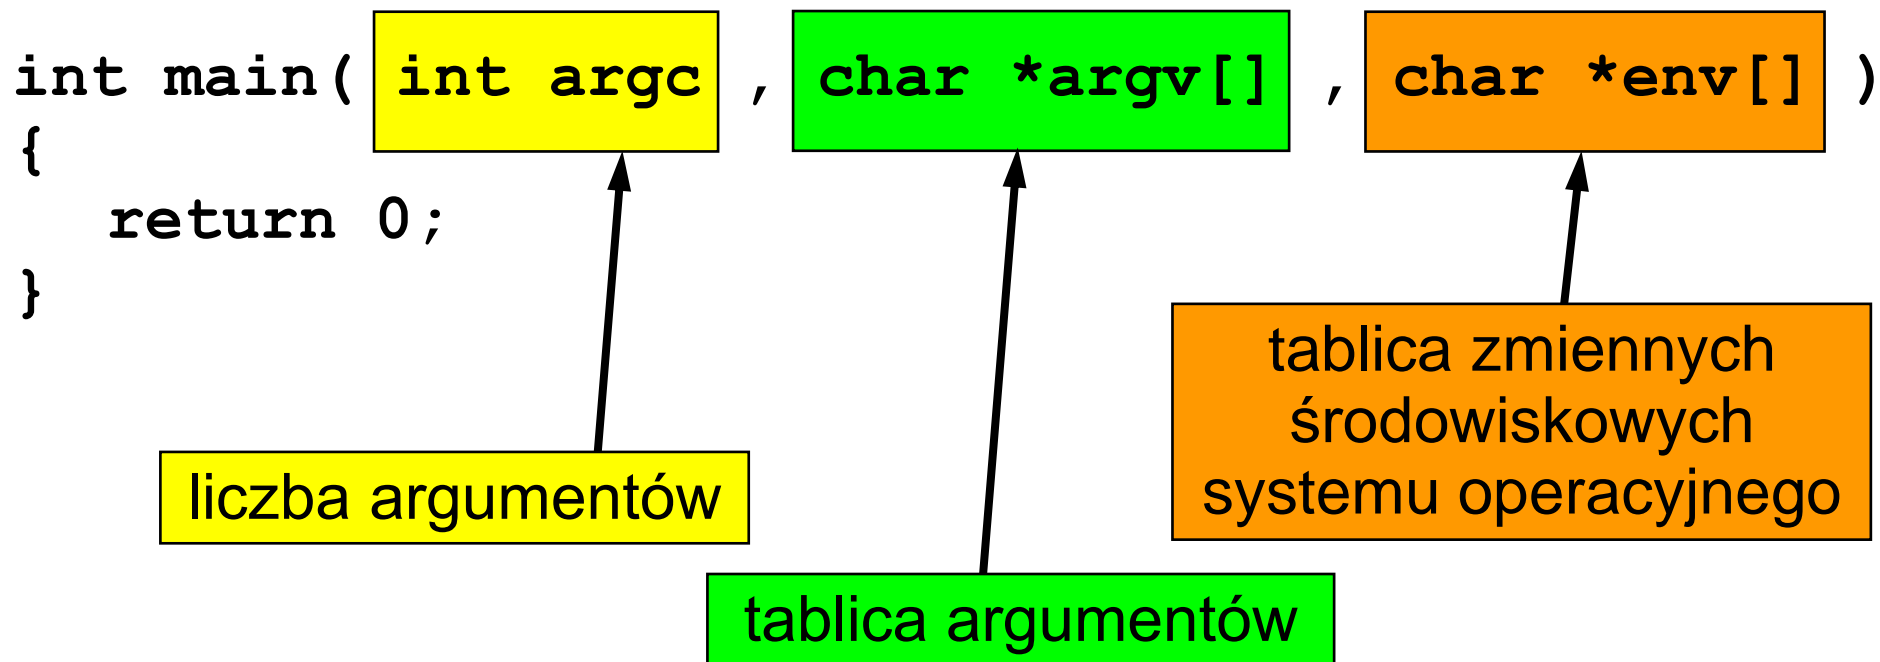 int main( int argc , char *argv[] , char *env[] )
{
return 0;
}
tablica zmiennych
środowiskowych
systemu operacyjnego
liczba argumentów
tablica argumentów